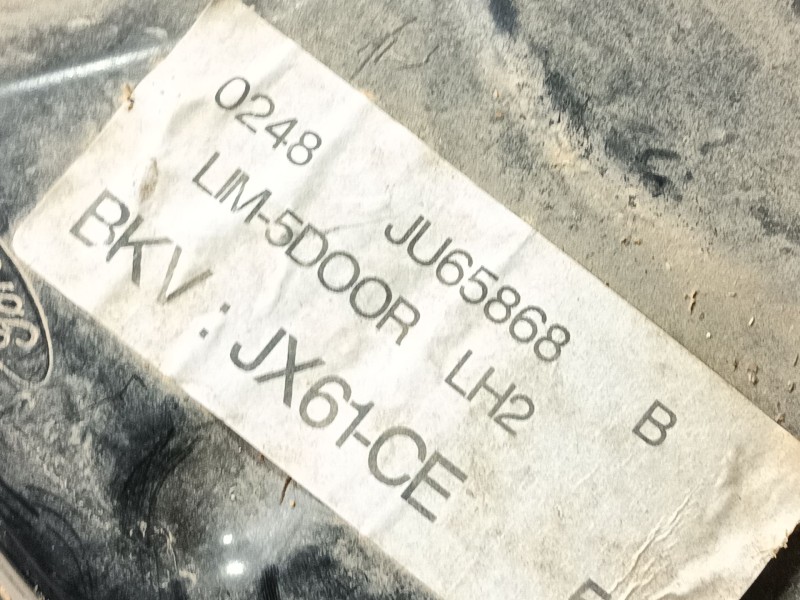 0248 JU65868 B
LIM-5DOOR LH2
BKV : JX61-CE